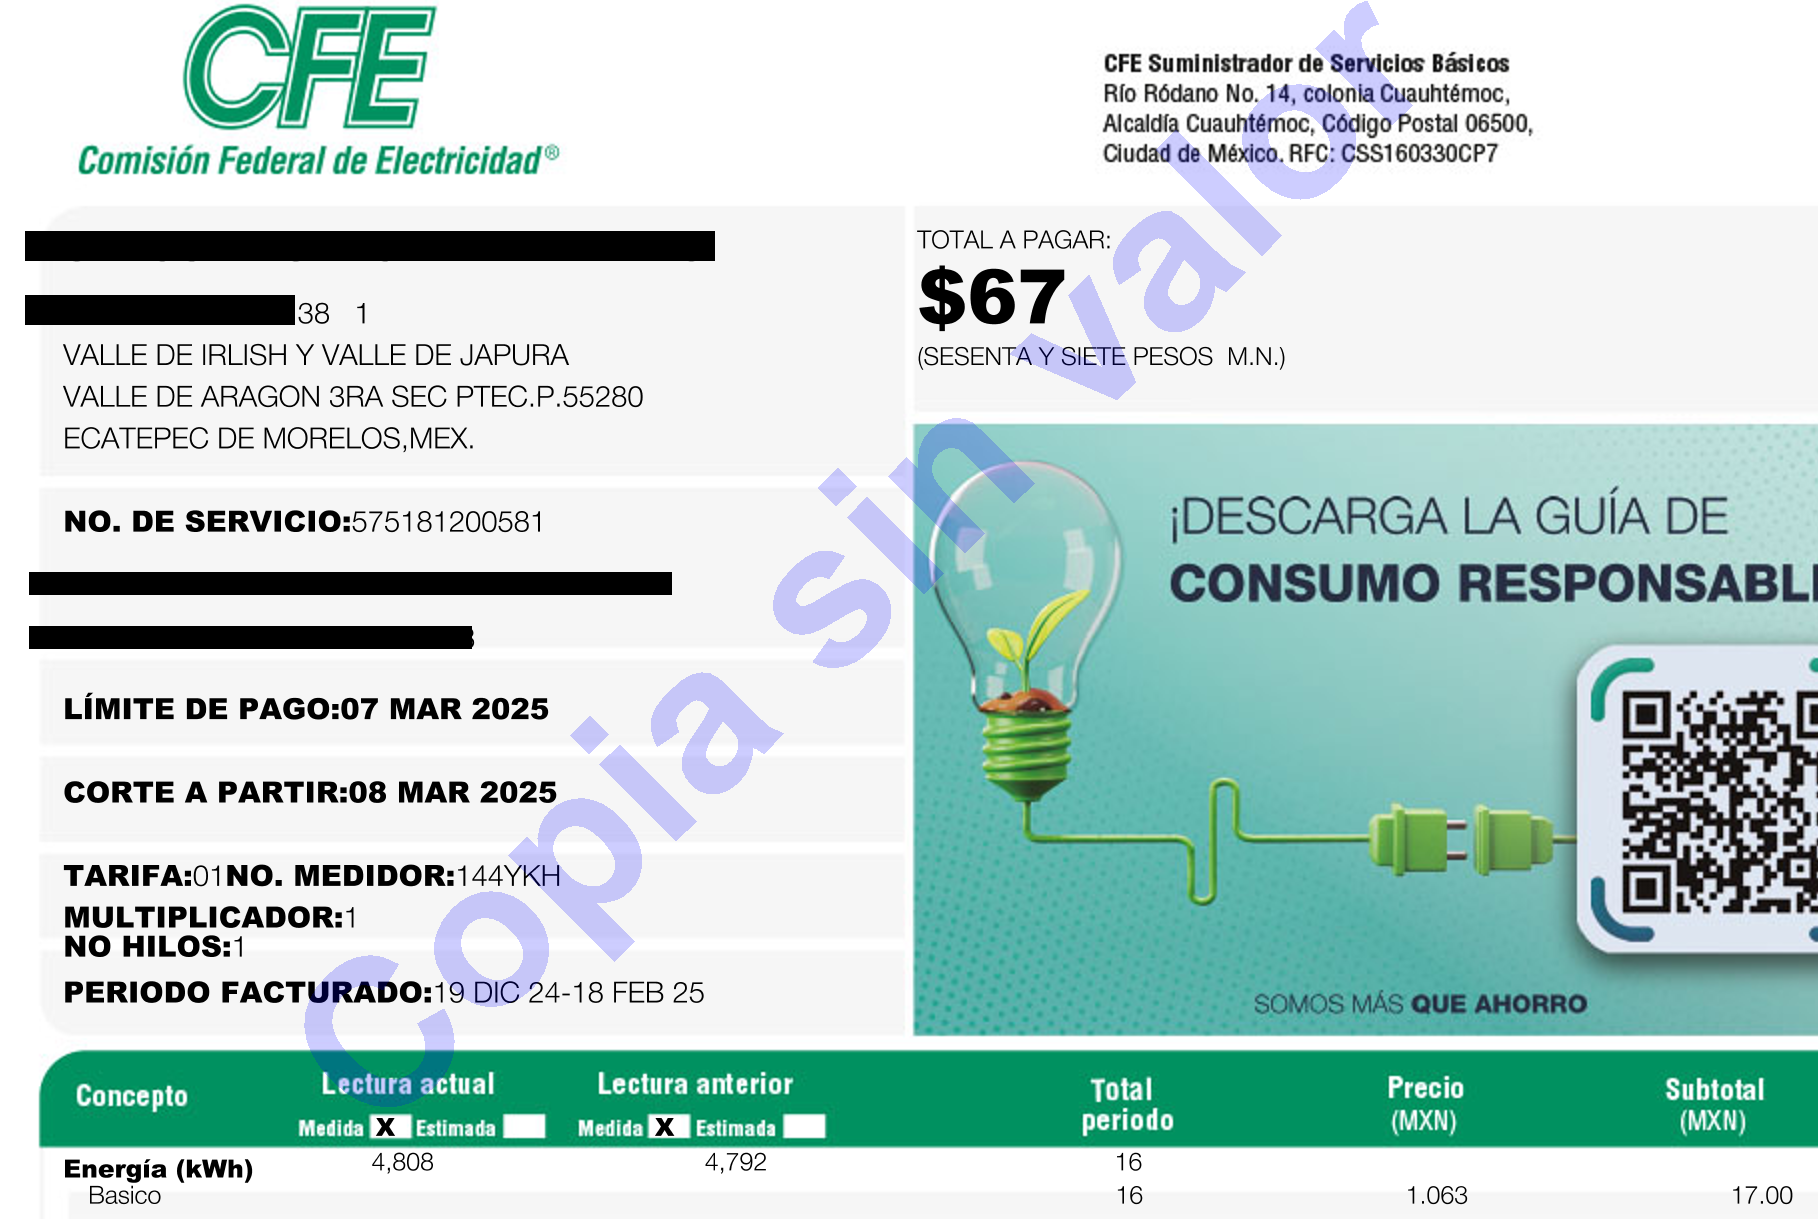 CFE
Comisión Federal de Electricidad®
CFE Suministrador de Servicios Básicos
Río Ródano No. 14, colonia Cuauhtémoc,
Alcaldía Cuauhtémoc, Código Postal 06500,
Ciudad de México. RFC: CSS160330CP7
38 1
VALLE DE IRLISH Y VALLE DE JAPURA
VALLE DE ARAGON 3RA SEC PTEC.P.55280
ECATEPEC DE MORELOS,MEX.
NO. DE SERVICIO:575181200581
LÍMITE DE PAGO:07 MAR 2025
CORTE A PARTIR:08 MAR 2025
TARIFA:01NO. MEDIDOR:144YKH
MULTIPLICADOR:1
NO HILOS:1
PERIODO FACTURADO:19 DIC 24-18 FEB 25
TOTAL A PAGAR:
$67
(SESENTA Y SIETE PESOS M.N.)
¡DESCARGA LA GUÍA DE
CONSUMO RESPONSABL
SOMOS MÁS QUE AHORRO
Copia sin valor
Concepto Lectura actual Lectura anterior Total periodo Precio (MXN) Subtotal (MXN)
Medida X Estimada Medida X Estimada
Energía (kWh) 4,808 4,792 16
Basico 16 1.063 17.00